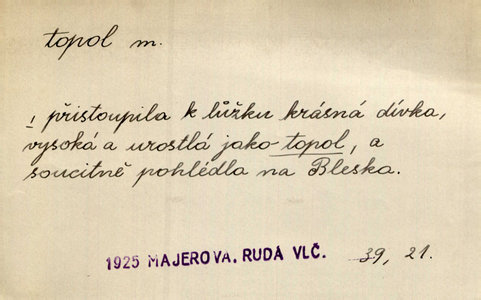 topol m.
I přistoupila k lůžku krásná dívka,
vysoká a urostlá jako topol, a
soucitně pohlédla na Bleska.
1925 MAJEROVA. RUDA VLČ. 39, 21.